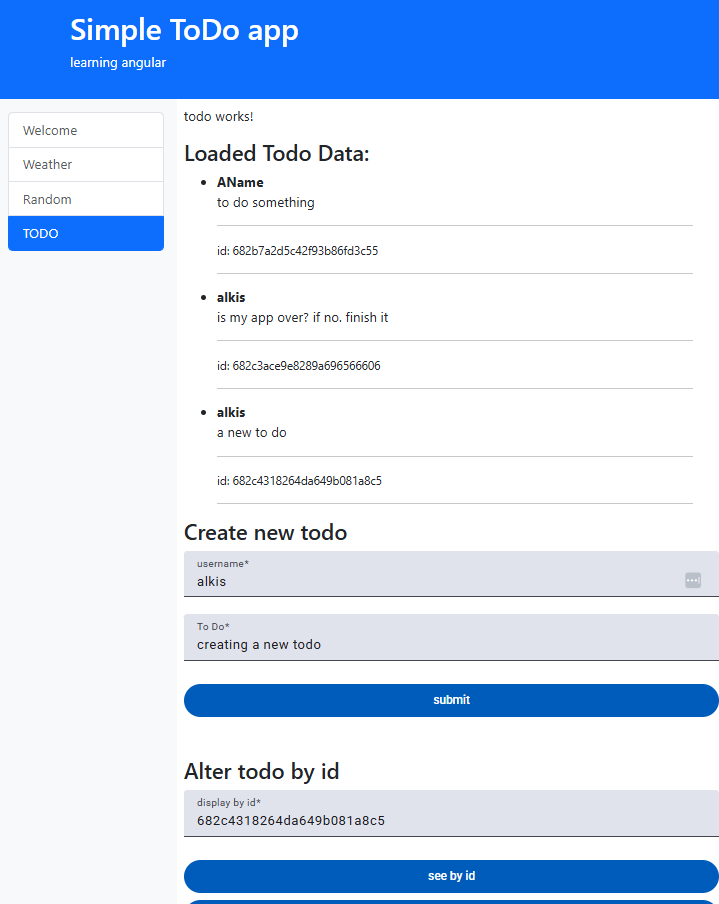 Simple ToDo app
learning angular
Welcome
Weather
Random
TODO
todo works!
Loaded Todo Data:
AName
to do something
id: 682b7a2d5c42f93b86fd3c55
alkis
is my app over? if no. finish it
id: 682c3ace9e8289a696566606
alkis
a new to do
id: 682c4318264da649b081a8c5
Create new todo
username*
alkis
To Do*
creating a new todo
submit
Alter todo by id
display by id*
682c4318264da649b081a8c5
see by id